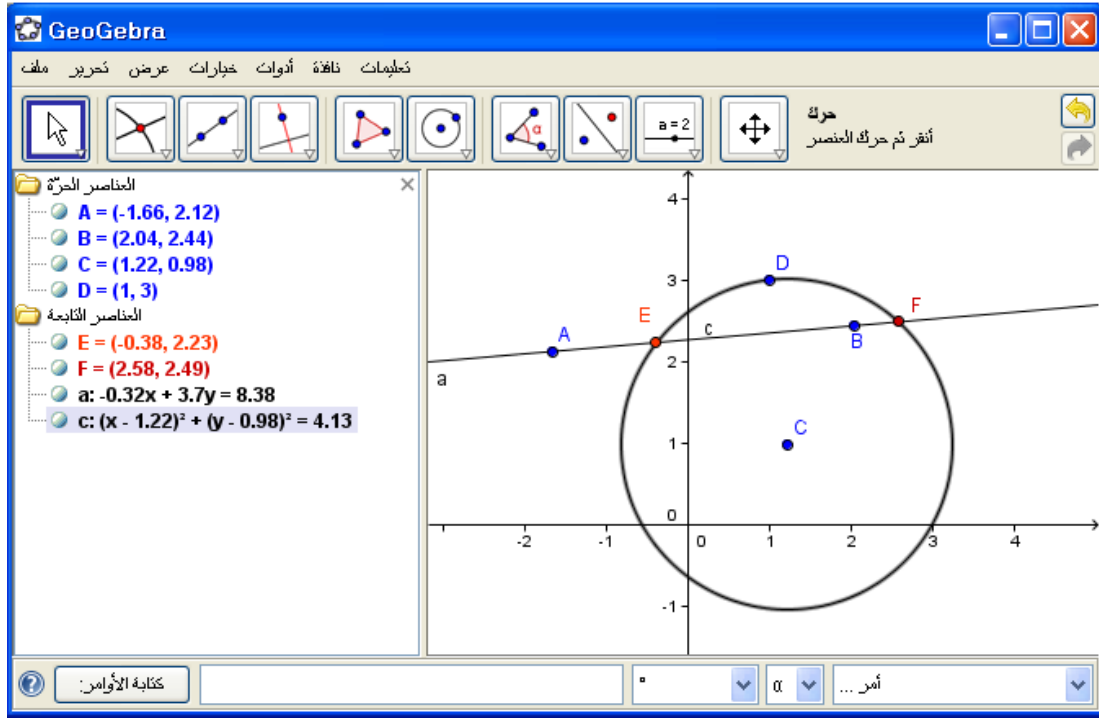 GeoGebra
ملف تحرير عرض خيارات أدوات نافذة تعليمات
α
a = 2
حرك
أنقر ثم حرك العنصر
العناصر الحرّة
A = (-1.66, 2.12)
B = (2.04, 2.44)
C = (1.22, 0.98)
D = (1, 3)
العناصر التابعة
E = (-0.38, 2.23)
F = (2.58, 2.49)
a: -0.32x + 3.7y = 8.38
c: (x - 1.22)² + (y - 0.98)² = 4.13
4
D
3
E
F
A
c
B
2
a
C
1
0
-2 -1 0 1 2 3 4
-1
كتابة الأوامر:
° α أمر ...